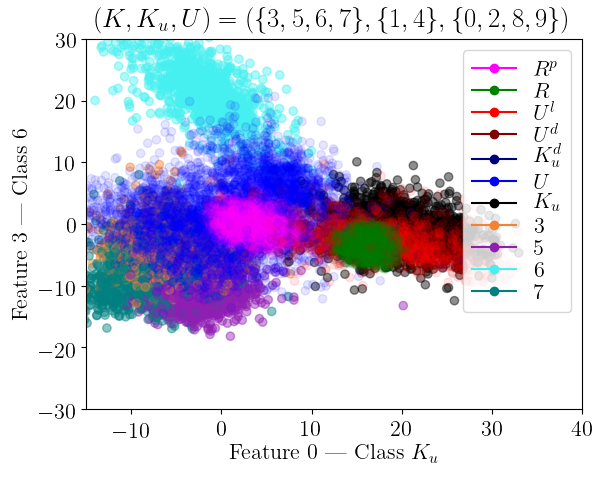 (K, K_u, U) = ({3, 5, 6, 7}, {1, 4}, {0, 2, 8, 9})
30
20
10
0
−10
−20
−30
Feature 3 — Class 6
R^p
R
U^l
U^d
K_u^d
U
K_u
3
5
6
7
−10
0
10
20
30
40
Feature 0 — Class K_u